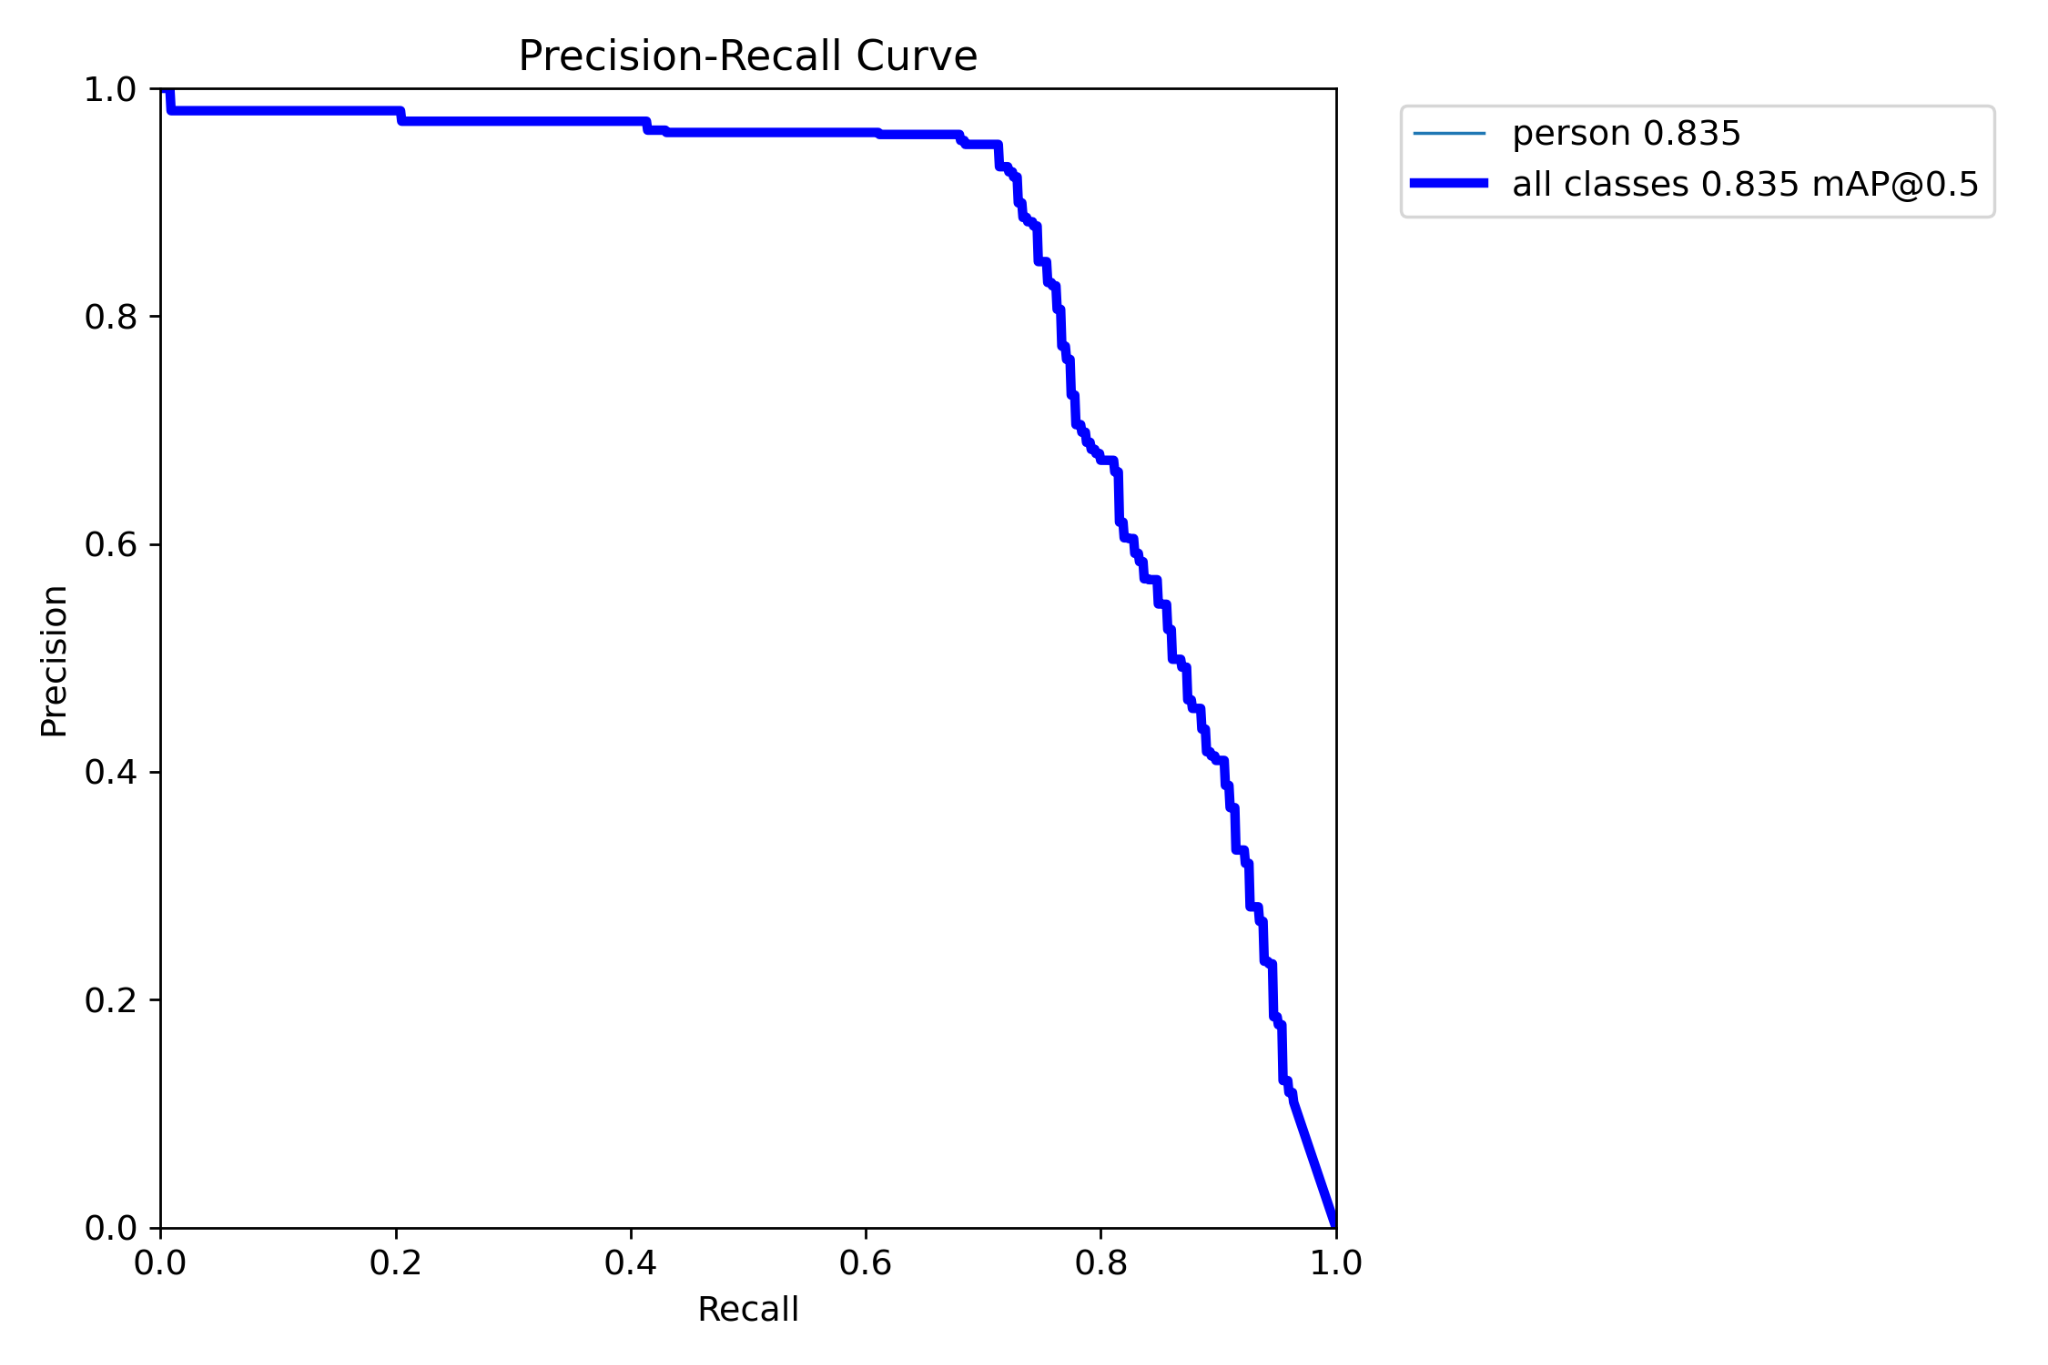 Precision-Recall Curve
person 0.835
all classes 0.835 mAP@0.5
1.0
0.8
0.6
0.4
0.2
0.0
Precision
0.0 0.2 0.4 0.6 0.8 1.0
Recall